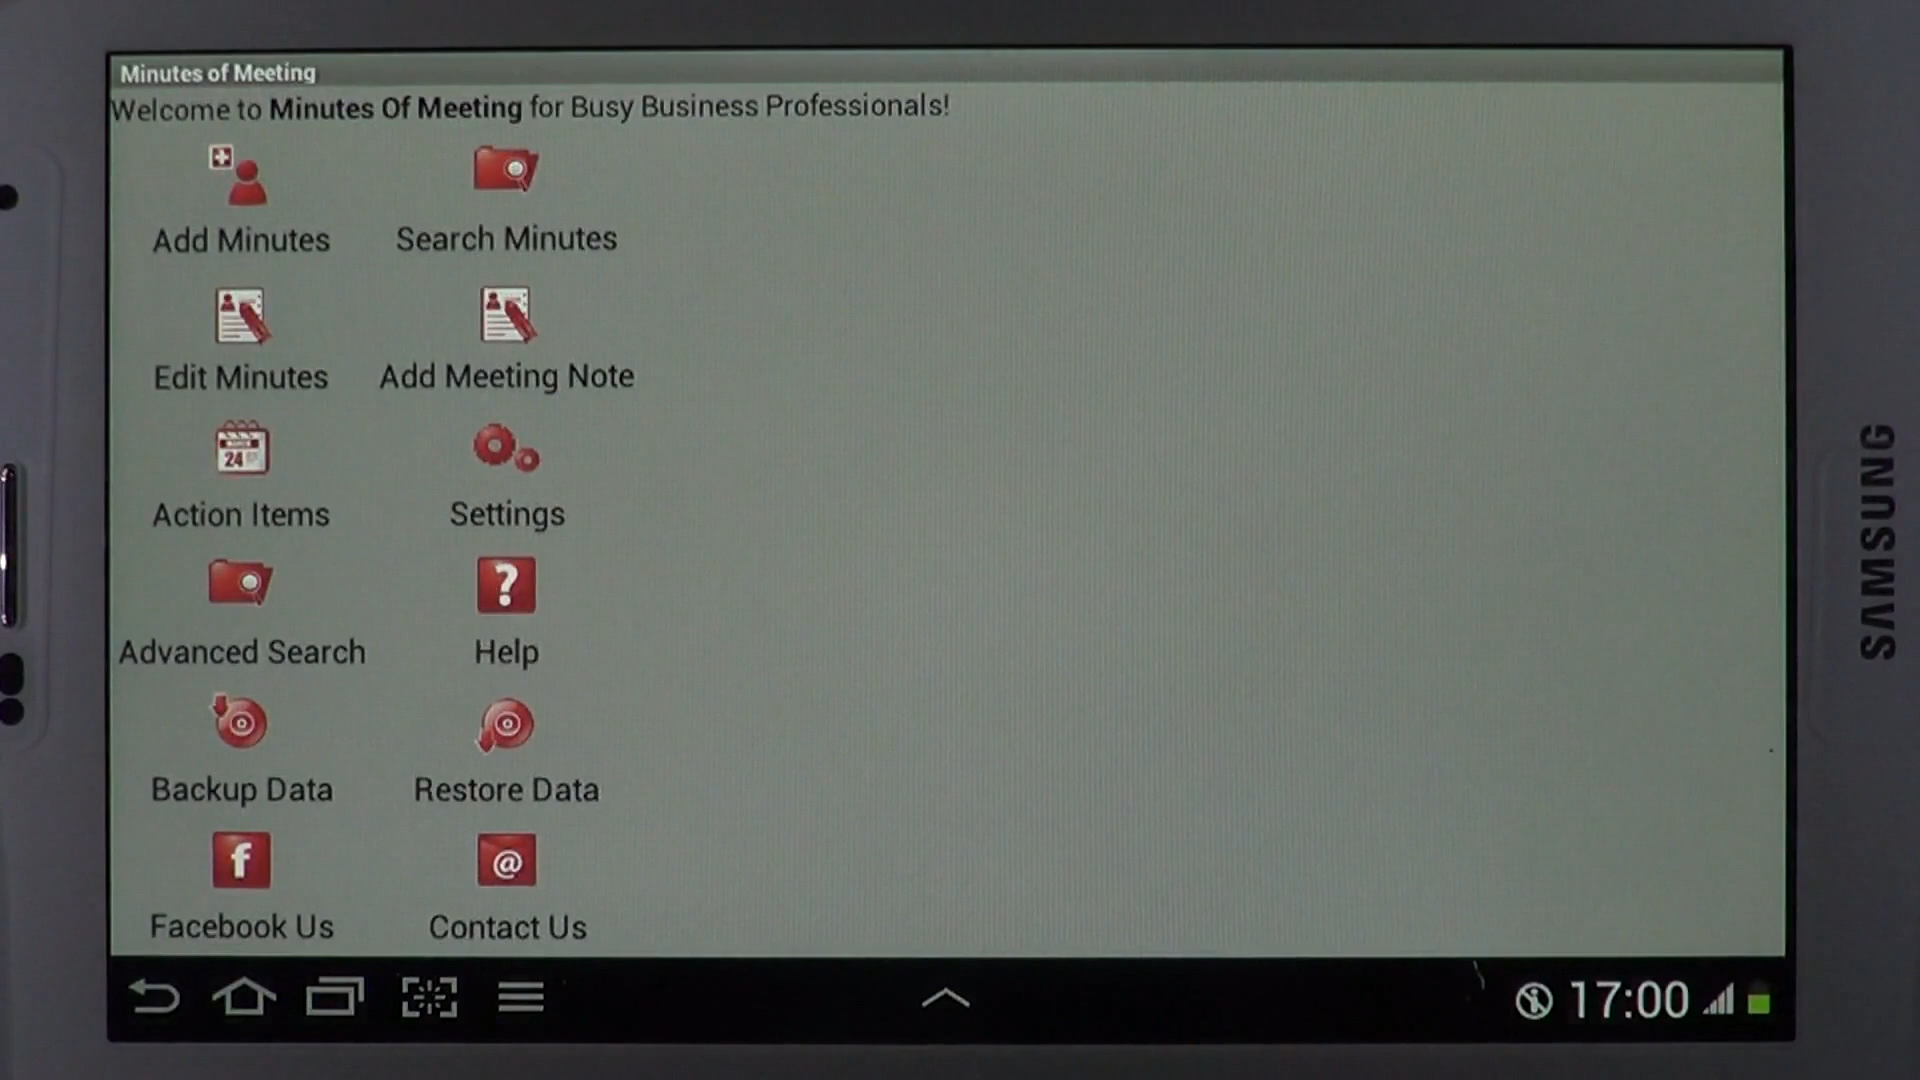 Minutes of Meeting
Welcome to Minutes Of Meeting for Busy Business Professionals!
Add Minutes
Search Minutes
Edit Minutes
Add Meeting Note
24
Action Items
Settings
?
Advanced Search
Help
Backup Data
Restore Data
f
@
Facebook Us
Contact Us
17:00
SAMSUNG